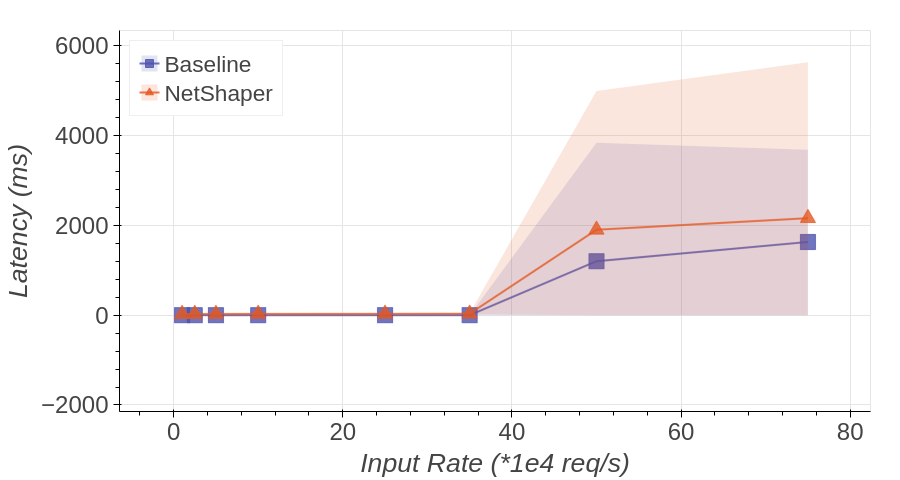 6000
4000
2000
0
−2000
Latency (ms)
Baseline
NetShaper
0 20 40 60 80
Input Rate (*1e4 req/s)